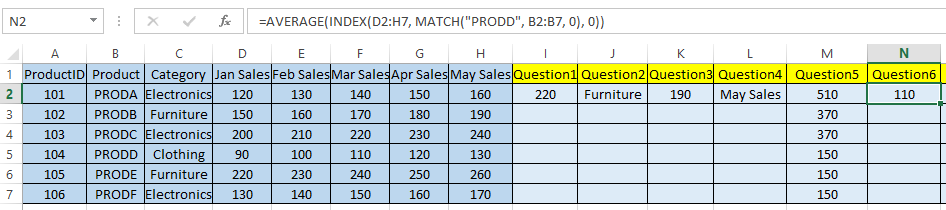 N2 =AVERAGE(INDEX(D2:H7, MATCH("PRODD", B2:B7, 0), 0))
A B C D E F G H I J K L M N
1 ProductID Product Category Jan Sales Feb Sales Mar Sales Apr Sales May Sales Question1 Question2 Question3 Question4 Question5 Question6
2 101 PRODA Electronics 120 130 140 150 160 220 Furniture 190 May Sales 510 110
3 102 PRODB Furniture 150 160 170 180 190 370
4 103 PRODC Electronics 200 210 220 230 240 370
5 104 PRODD Clothing 90 100 110 120 130 150
6 105 PRODE Furniture 220 230 240 250 260 150
7 106 PRODF Electronics 130 140 150 160 170 150